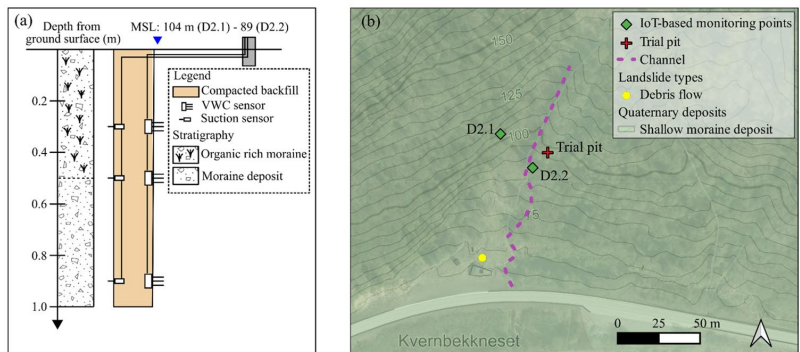 (a)
Depth from
ground surface (m)
MSL: 104 m (D2.1) - 89 (D2.2)
0.2
0.4
0.6
0.8
1.0
Legend
Compacted backfill
VWC sensor
Suction sensor
Stratigraphy
Organic rich moraine
Moraine deposit
(b)
150
125
100
75
D2.1
Trial pit
D2.2
IoT-based monitoring points
Trial pit
Channel
Landslide types
Debris flow
Quaternary deposits
Shallow moraine deposit
Kvernbekkneset
0 25 50 m